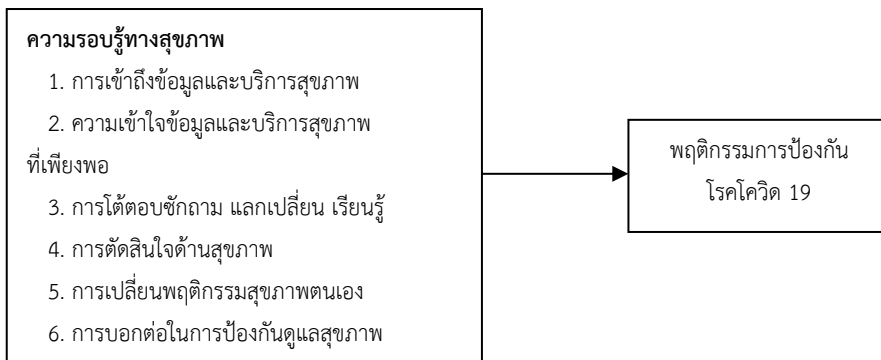 ความรอบรู้ทางสุขภาพ
1. การเข้าถึงข้อมูลและบริการสุขภาพ
2. ความเข้าใจข้อมูลและบริการสุขภาพ
ที่เพียงพอ
3. การโต้ตอบซักถาม แลกเปลี่ยน เรียนรู้
4. การตัดสินใจด้านสุขภาพ
5. การเปลี่ยนพฤติกรรมสุขภาพตนเอง
6. การบอกต่อในการป้องกันดูแลสุขภาพ
พฤติกรรมการป้องกัน
โรคโควิด 19